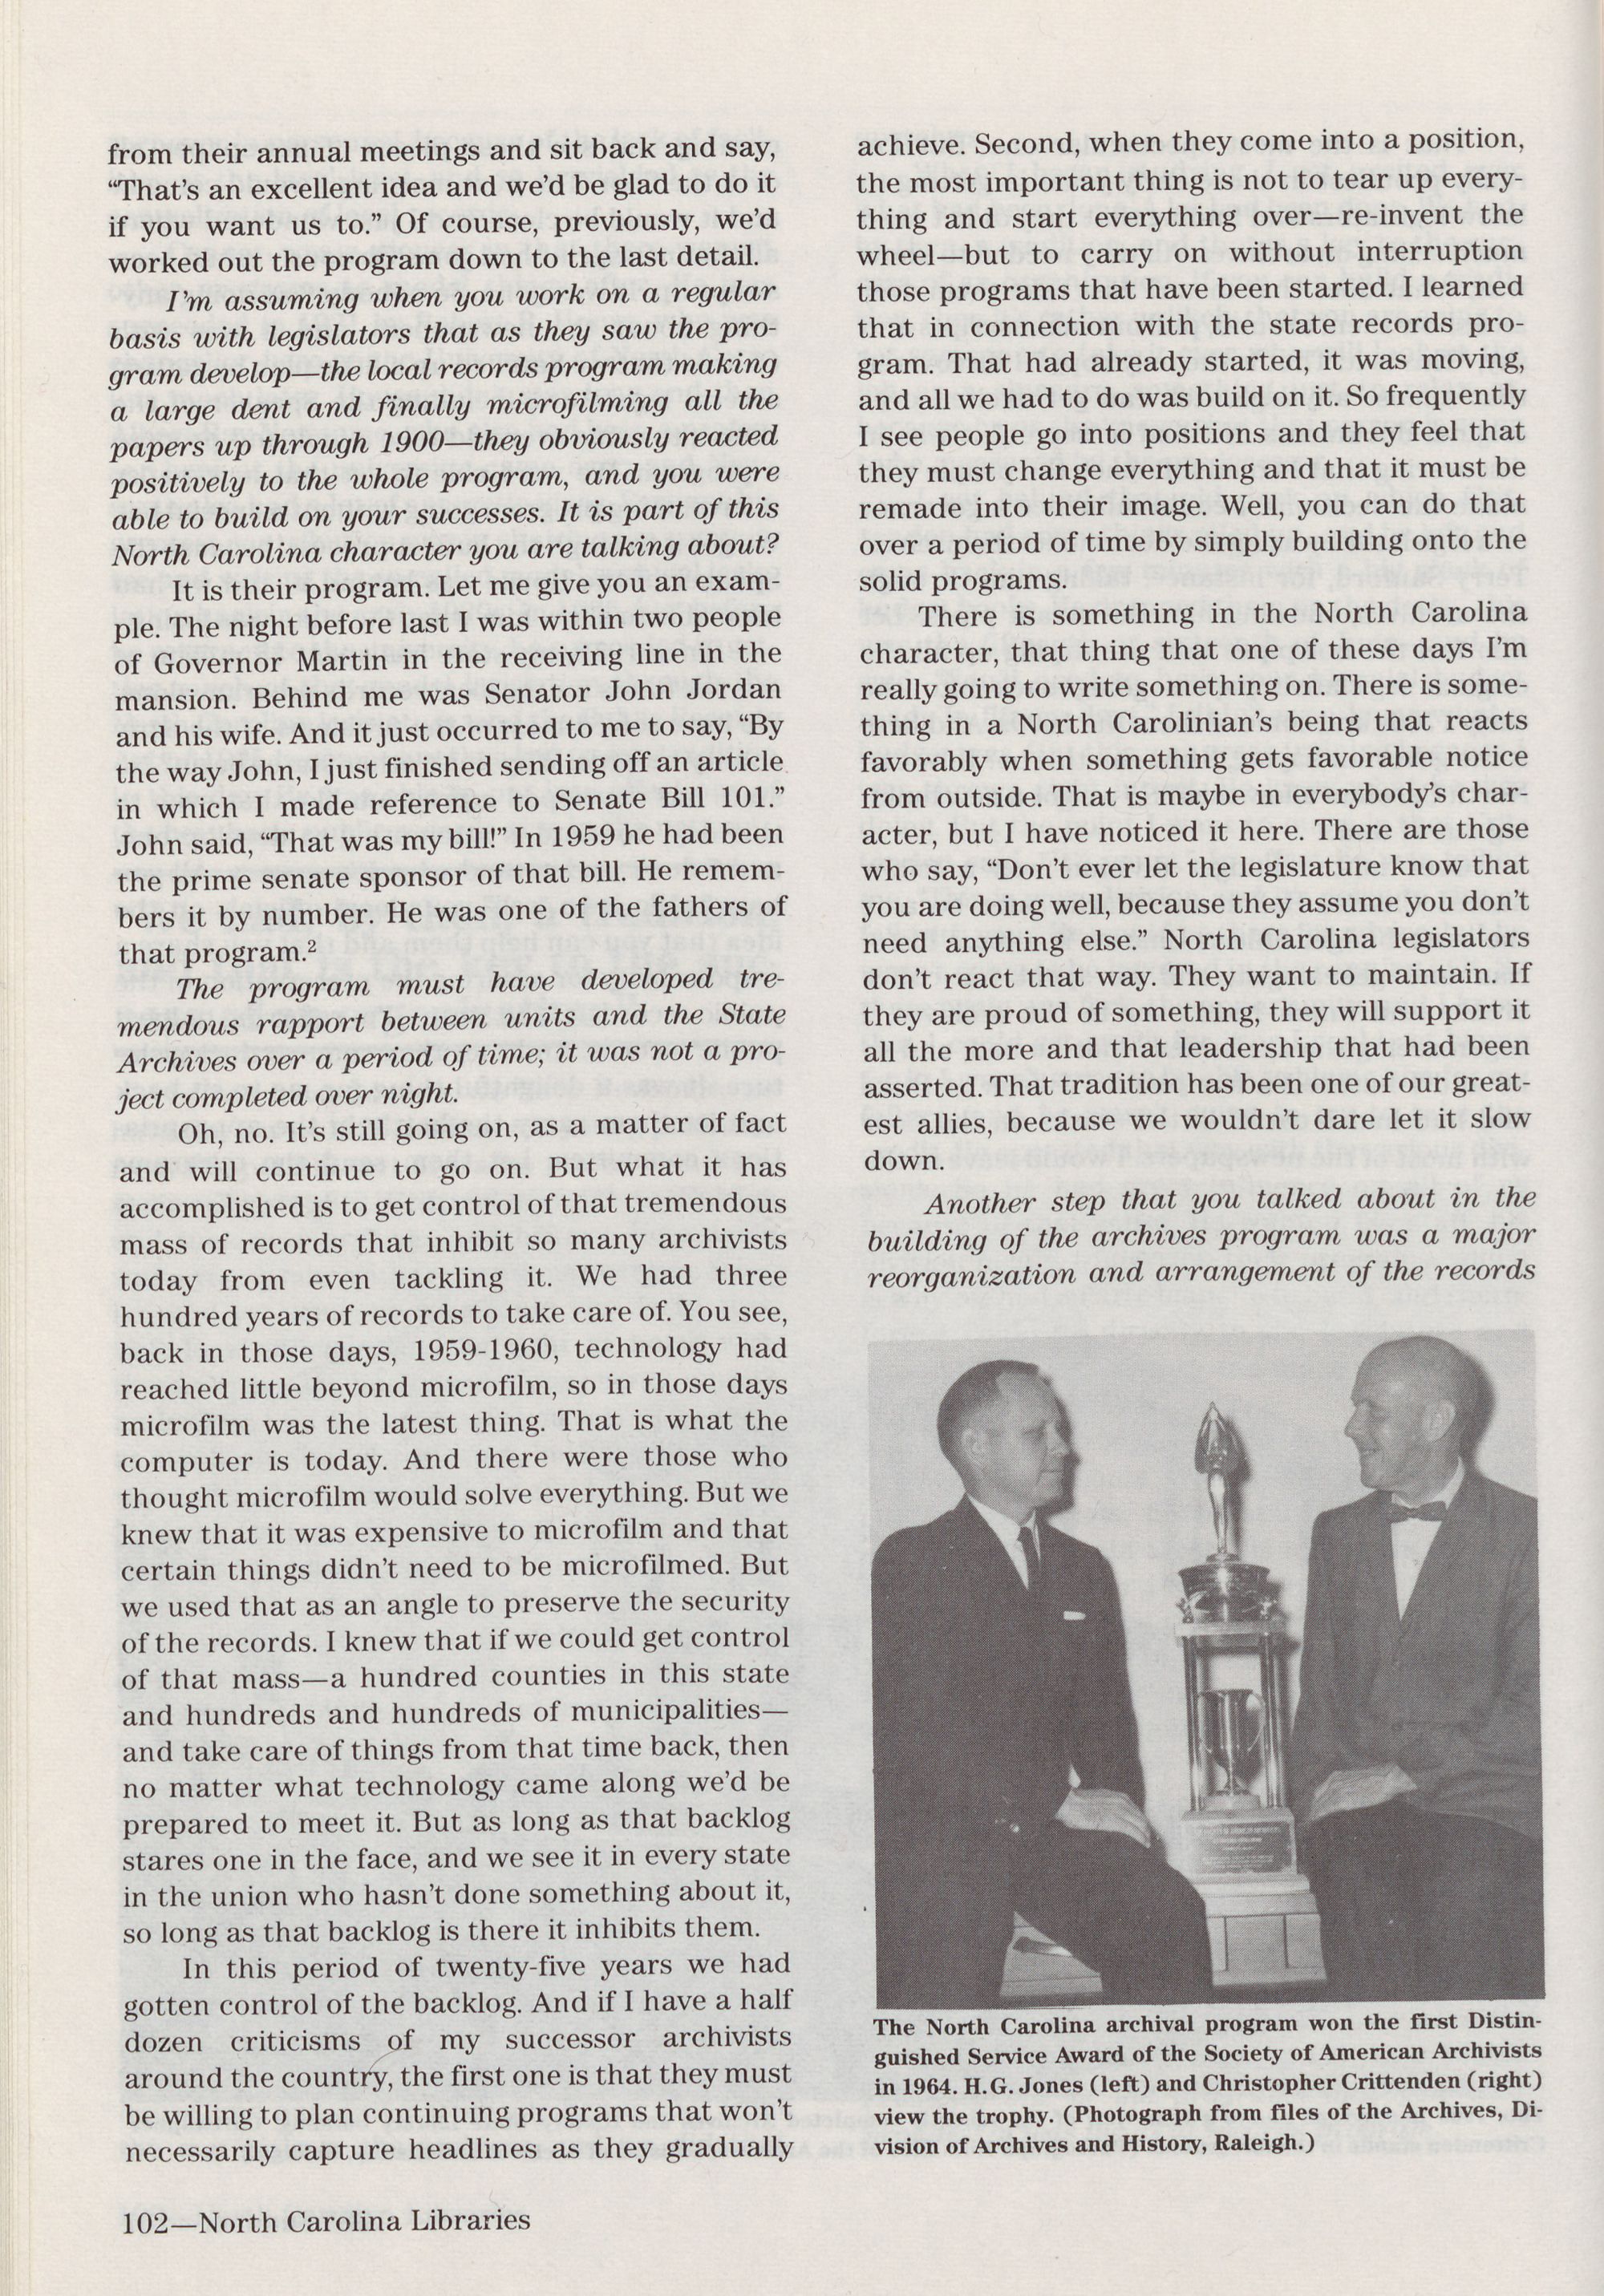 from their annual meetings and sit back and say,
“That’s an excellent idea and we’d be glad to do it
if you want us to.” Of course, previously, we’d
worked out the program down to the last detail.
I’m assuming when you work on a regular
basis with legislators that as they saw the pro-
gram develop—the local records program making
a large dent and finally microfilming all the
papers up through 1900—they obviously reacted
positively to the whole program, and you were
able to build on your successes. It is part of this
North Carolina character you are talking about?
It is their program. Let me give you an exam-
ple. The night before last I was within two people
of Governor Martin in the receiving line in the
mansion. Behind me was Senator John Jordan
and his wife. And it just occurred to me to say, “By
the way John, I just finished sending off an article
in which I made reference to Senate Bill 101.”
John said, “That was my bill!” In 1959 he had been
the prime senate sponsor of that bill. He remem-
bers it by number. He was one of the fathers of
that program.²
The program must have developed tre-
mendous rapport between units and the State
Archives over a period of time; it was not a pro-
ject completed over night.
Oh, no. It’s still going on, as a matter of fact
and will continue to go on. But what it has
accomplished is to get control of that tremendous
mass of records that inhibit so many archivists
today from even tackling it. We had three
hundred years of records to take care of. You see,
back in those days, 1959-1960, technology had
reached little beyond microfilm, so in those days
microfilm was the latest thing. That is what the
computer is today. And there were those who
thought microfilm would solve everything. But we
knew that it was expensive to microfilm and that
certain things didn’t need to be microfilmed. But
we used that as an angle to preserve the security
of the records. I knew that if we could get control
of that mass—a hundred counties in this state
and hundreds and hundreds of municipalities—
and take care of things from that time back, then
no matter what technology came along we’d be
prepared to meet it. But as long as that backlog
stares one in the face, and we see it in every state
in the union who hasn’t done something about it,
so long as that backlog is there it inhibits them.
In this period of twenty-five years we had
gotten control of the backlog. And if I have a half
dozen criticisms of my successor archivists
around the country, the first one is that they must
be willing to plan continuing programs that won’t
necessarily capture headlines as they gradually
achieve. Second, when they come into a position,
the most important thing is not to tear up every-
thing and start everything over—re-invent the
wheel—but to carry on without interruption
those programs that have been started. I learned
that in connection with the state records pro-
gram. That had already started, it was moving,
and all we had to do was build on it. So frequently
I see people go into positions and they feel that
they must change everything and that it must be
remade into their image. Well, you can do that
over a period of time by simply building onto the
solid programs.
There is something in the North Carolina
character, that thing that one of these days I’m
really going to write something on. There is some-
thing in a North Carolinian’s being that reacts
favorably when something gets favorable notice
from outside. That is maybe in everybody’s char-
acter, but I have noticed it here. There are those
who say, “Don’t ever let the legislature know that
you are doing well, because they assume you don’t
need anything else.” North Carolina legislators
don’t react that way. They want to maintain. If
they are proud of something, they will support it
all the more and that leadership that had been
asserted. That tradition has been one of our great-
est allies, because we wouldn’t dare let it slow
down.
Another step that you talked about in the
building of the archives program was a major
reorganization and arrangement of the records
The North Carolina archival program won the first Distin-
guished Service Award of the Society of American Archivists
in 1964. H.G. Jones (left) and Christopher Crittenden (right)
view the trophy. (Photograph from files of the Archives, Di-
vision of Archives and History, Raleigh.)
102—North Carolina Libraries